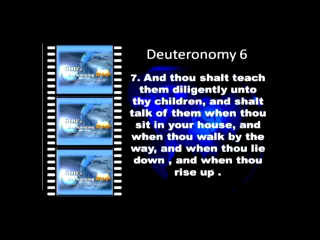 Deuteronomy 6
7. And thou shalt teach
them diligently unto
thy children, and shalt
talk of them when thou
sit in your house, and
when thou walk by the
way, and when thou lie
down , and when thou
rise up .